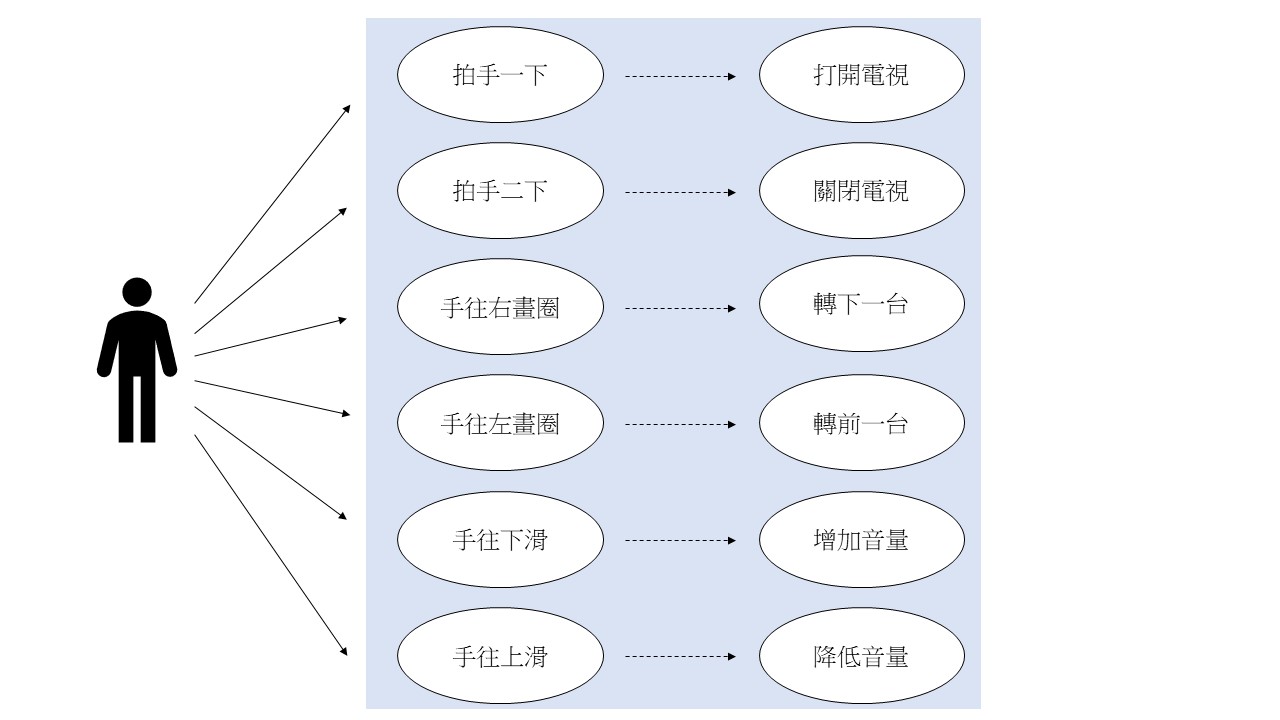 拍手一下
打開電視
拍手二下
關閉電視
手往右畫圈
轉下一台
手往左畫圈
轉前一台
手往下滑
增加音量
手往上滑
降低音量